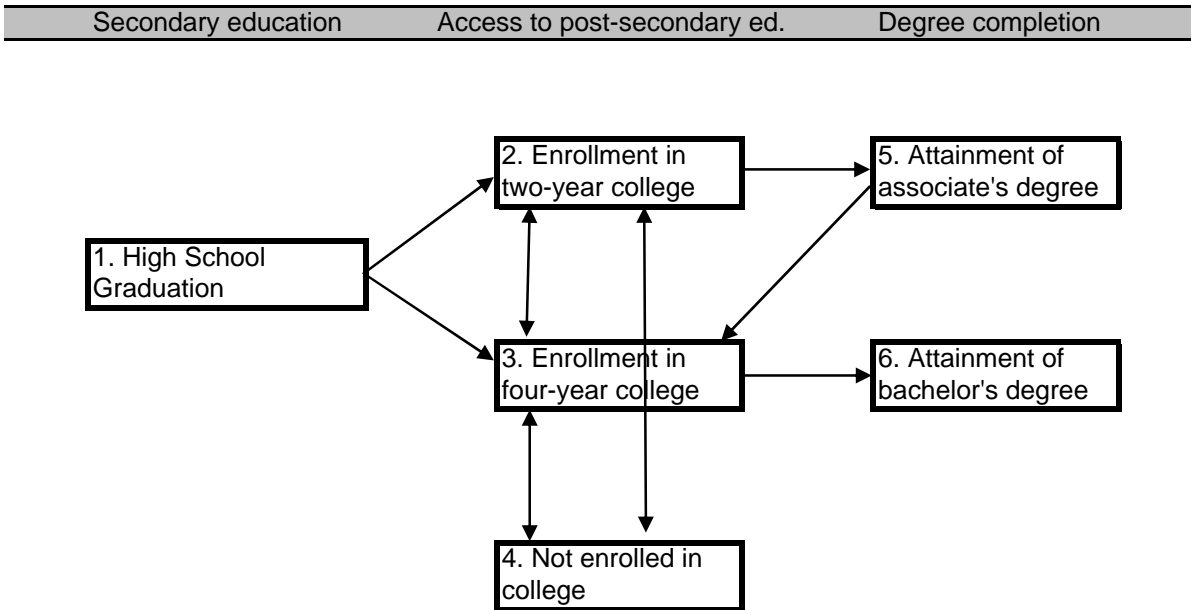 Secondary education Access to post-secondary ed. Degree completion
2. Enrollment in
two-year college
5. Attainment of
associate's degree
1. High School
Graduation
3. Enrollment in
four-year college
6. Attainment of
bachelor's degree
4. Not enrolled in
college